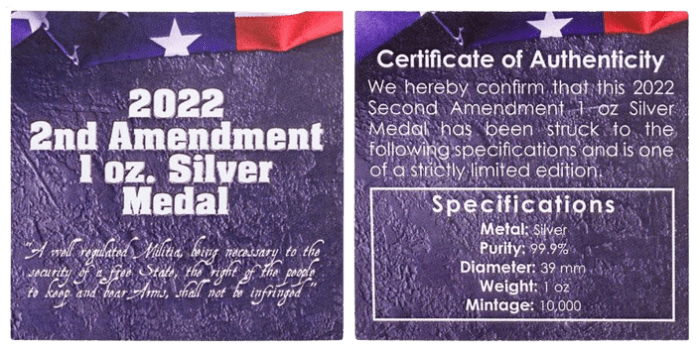 2022
2nd Amendment
1 oz. Silver
Medal
"A well regulated Militia, being necessary to the
security of a free State, the right of the people
to keep and bear Arms, shall not be infringed"
Certificate of Authenticity
We hereby confirm that this 2022
Second Amendment 1 oz Silver
Medal has been struck to the
following specifications and is one
of a strictly limited edition.
Specifications
Metal: Silver
Purity: 99.9%
Diameter: 39 mm
Weight: 1 oz
Mintage: 10,000